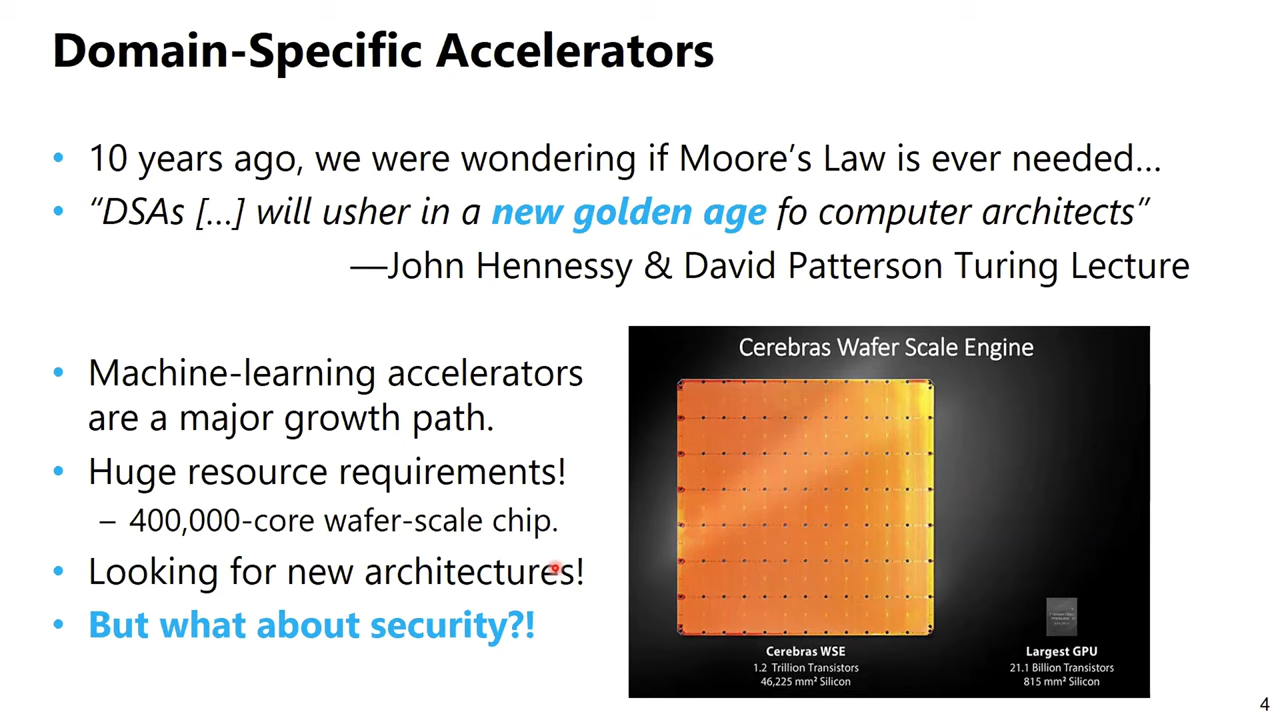 Domain-Specific Accelerators
• 10 years ago, we were wondering if Moore's Law is ever needed…
• "DSAs […] will usher in a new golden age fo computer architects"
—John Hennessy & David Patterson Turing Lecture
• Machine-learning accelerators
are a major growth path.
• Huge resource requirements!
– 400,000-core wafer-scale chip.
• Looking for new architectures!
• But what about security?!
Cerebras Wafer Scale Engine
Cerebras WSE
1.2 Trillion Transistors
46,225 mm² Silicon
Largest GPU
21.1 Billion Transistors
815 mm² Silicon
4